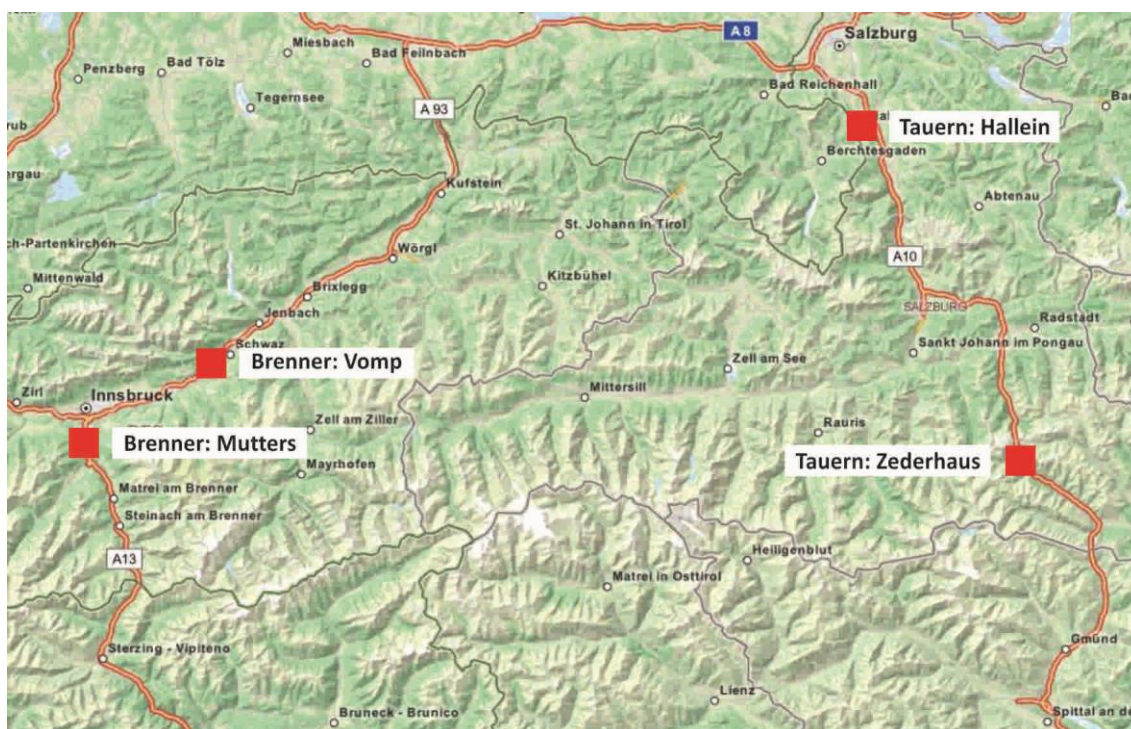 A 8
Salzburg
Miesbach
Bad Feilnbach
Penzberg
Bad Tölz
Tegernsee
A 93
Bad Reichenhall
Tauern: Hallein
Berchtesgaden
Kufstein
Abtenau
St. Johann in Tirol
Wörgl
A10
Mittenwald
Kitzbühel
Brixlegg
SALZBURG
Jenbach
Radstadt
Schwaz
Sankt Johann im Pongau
Brenner: Vomp
Zell am See
Zirl
Innsbruck
Mittersill
Zell am Ziller
Rauris
Brenner: Mutters
Tauern: Zederhaus
Mayrhofen
Matrei am Brenner
Steinach am Brenner
A13
Heiligenblut
Matrei in Osttirol
Gmünd
Sterzing - Vipiteno
Lienz
Bruneck - Brunico
Spittal an de